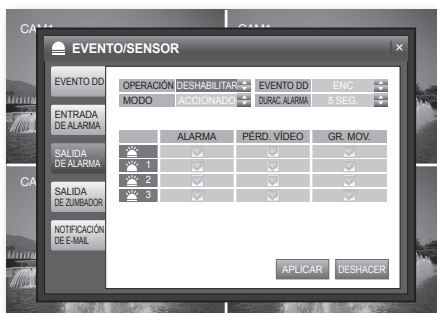 CAM1
CAM1
EVENTO/SENSOR
EVENTO DD
ENTRADA
DE ALARMA
SALIDA
DE ALARMA
SALIDA
DE ZUMBADOR
NOTIFICACIÓN
DE E-MAIL
OPERACIÓN DESHABILITAR EVENTO DD ENC
MODO ACCIONADO DURAC. ALARMA 5 SEG.
ALARMA PÉRD. VÍDEO GR. MOV.
1
2
3
APLICAR DESHACER